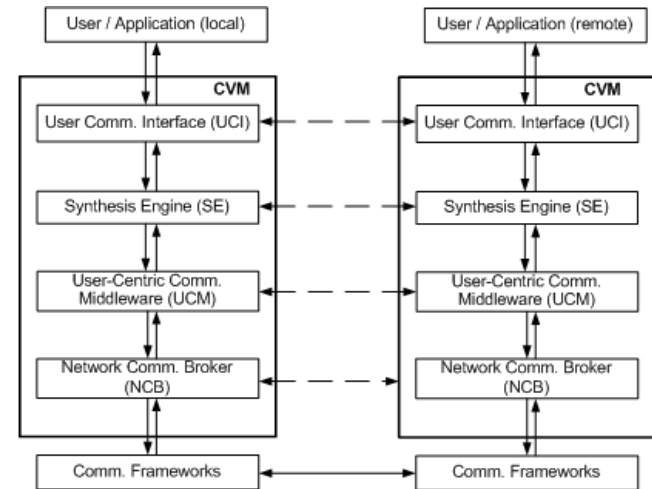 User / Application (local)
CVM
User Comm. Interface (UCI)
Synthesis Engine (SE)
User-Centric Comm.
Middleware (UCM)
Network Comm. Broker
(NCB)
Comm. Frameworks
User / Application (remote)
CVM
User Comm. Interface (UCI)
Synthesis Engine (SE)
User-Centric Comm.
Middleware (UCM)
Network Comm. Broker
(NCB)
Comm. Frameworks